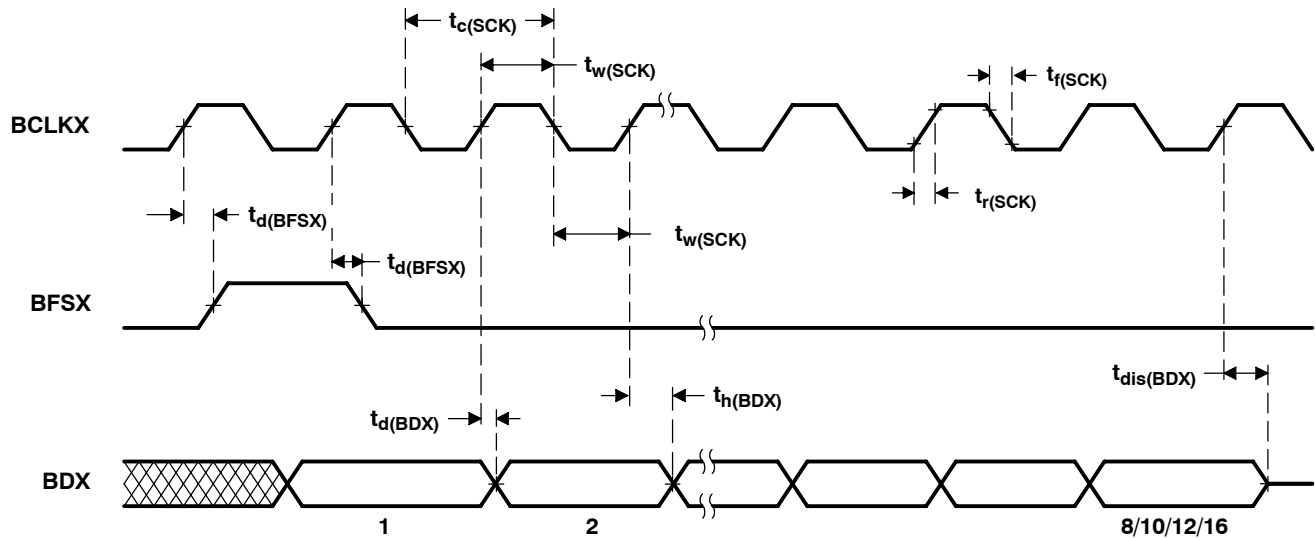 tc(SCK)
tw(SCK)
tf(SCK)
BCLKX
tr(SCK)
td(BFSX)
tw(SCK)
td(BFSX)
BFSX
tdis(BDX)
th(BDX)
td(BDX)
BDX
1
2
8/10/12/16